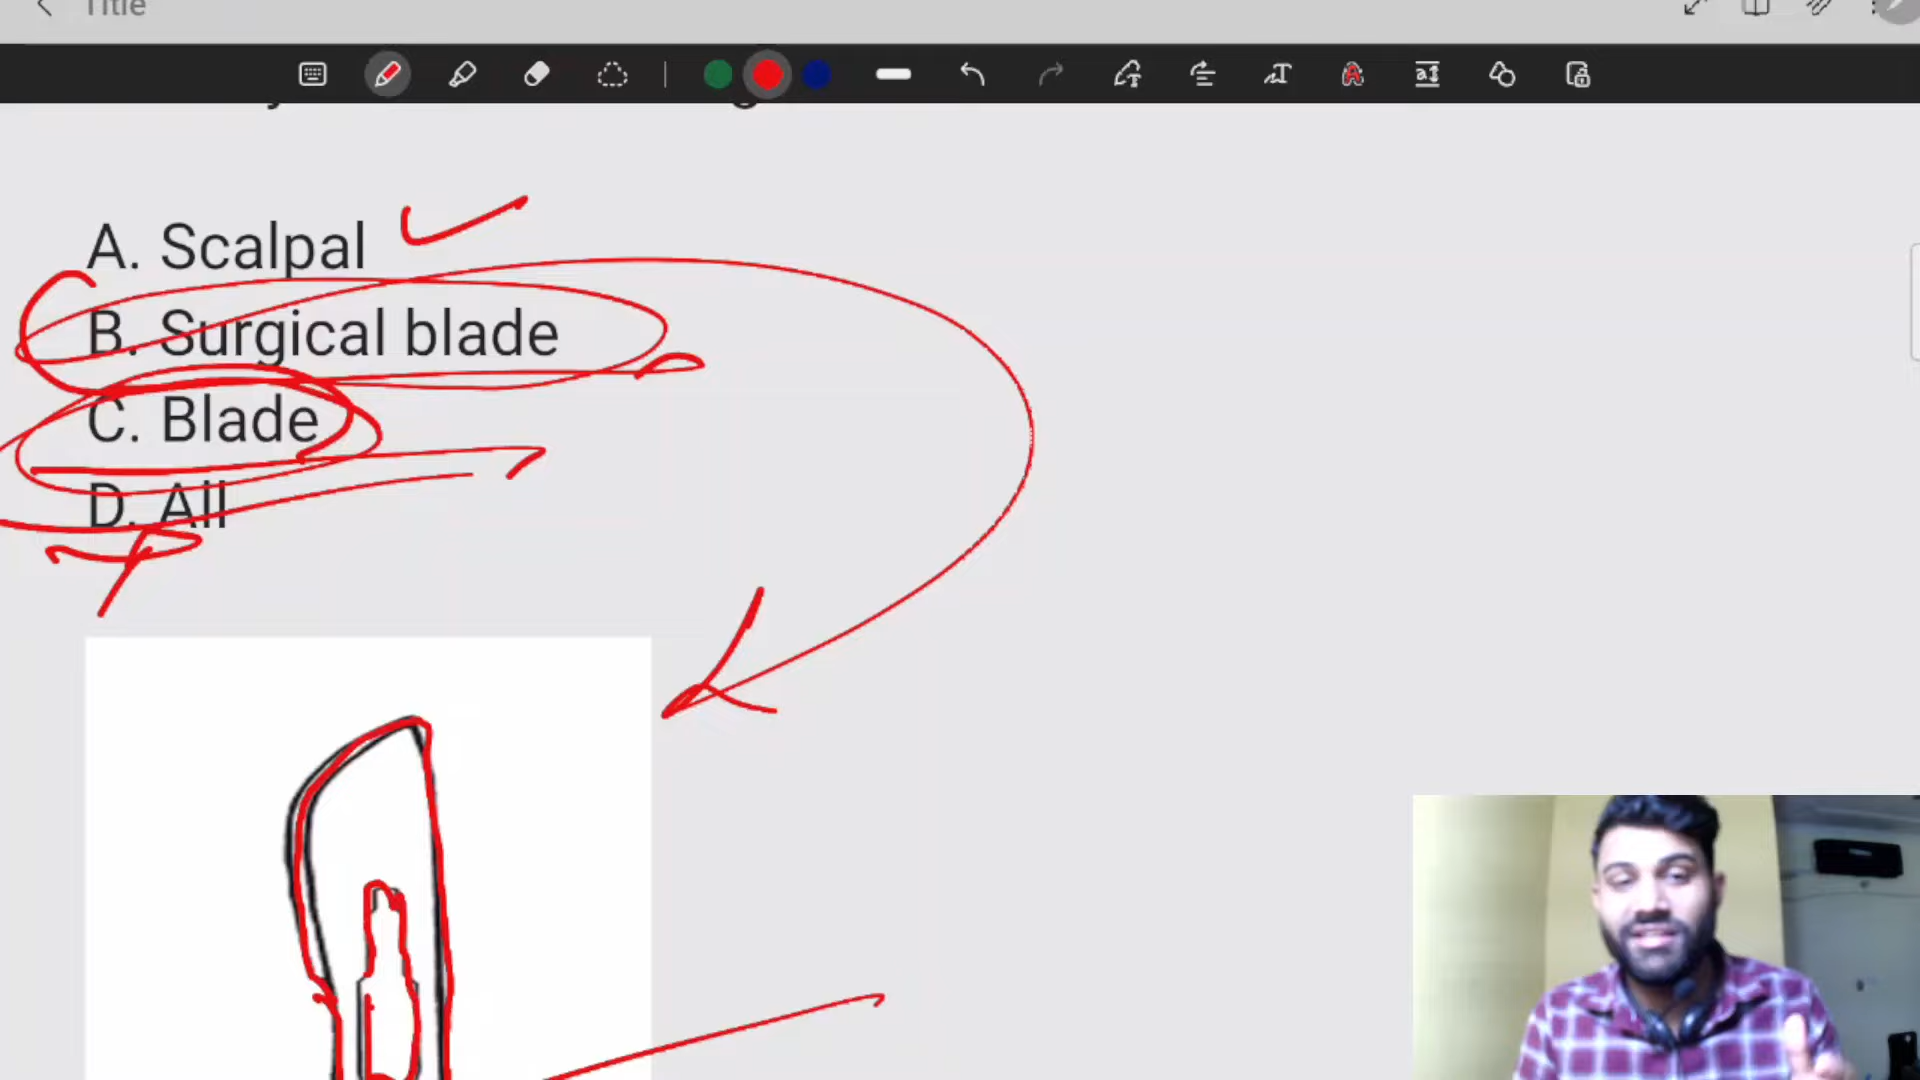 Title
A. Scalpal
B. Surgical blade
C. Blade
D. All